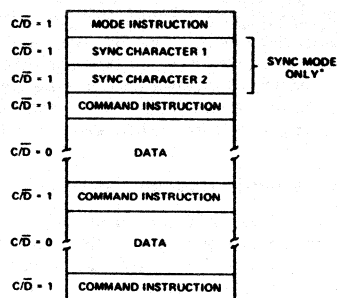 C/D̅ = 1 MODE INSTRUCTION
C/D̅ = 1 SYNC CHARACTER 1
C/D̅ = 1 SYNC CHARACTER 2
SYNC MODE
ONLY*
C/D̅ = 1 COMMAND INSTRUCTION
C/D̅ = 0 DATA
C/D̅ = 1 COMMAND INSTRUCTION
C/D̅ = 0 DATA
C/D̅ = 1 COMMAND INSTRUCTION